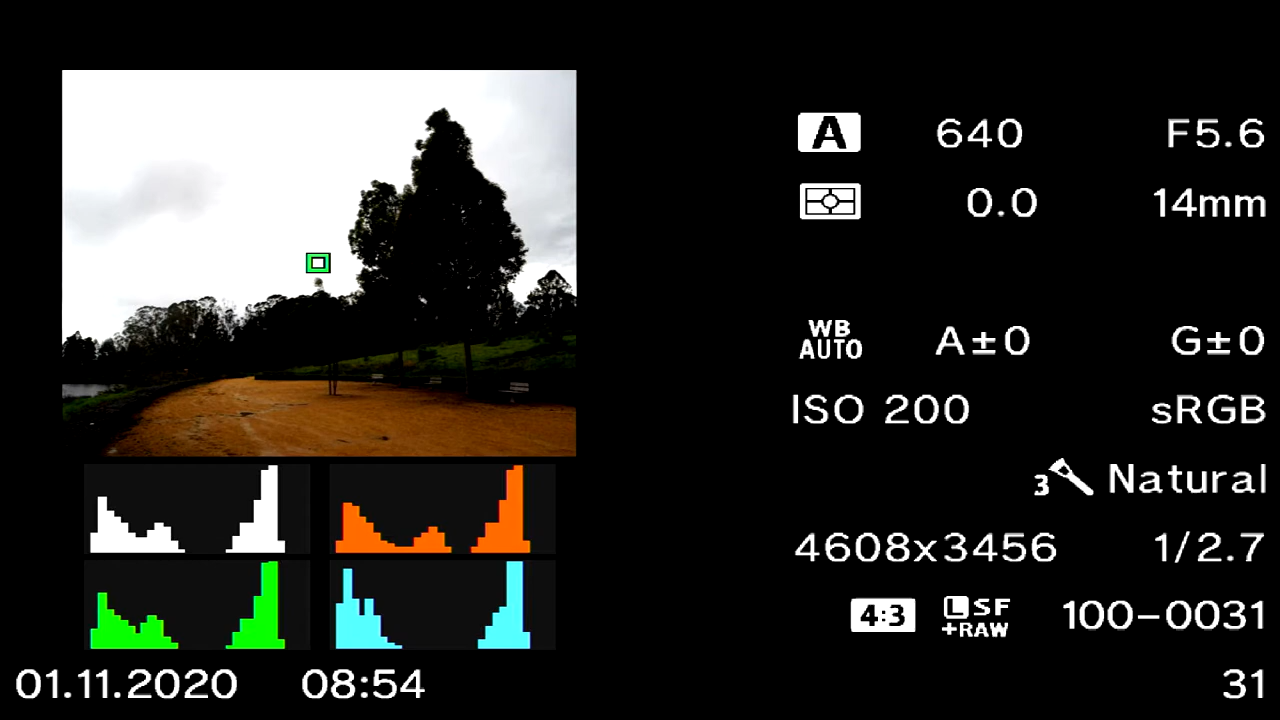 A 640 F5.6
0.0 14mm
WB AUTO A±0 G±0
ISO 200 sRGB
3 Natural
4608x3456 1/2.7
4:3 LSF+RAW 100-0031
01.11.2020 08:54 31